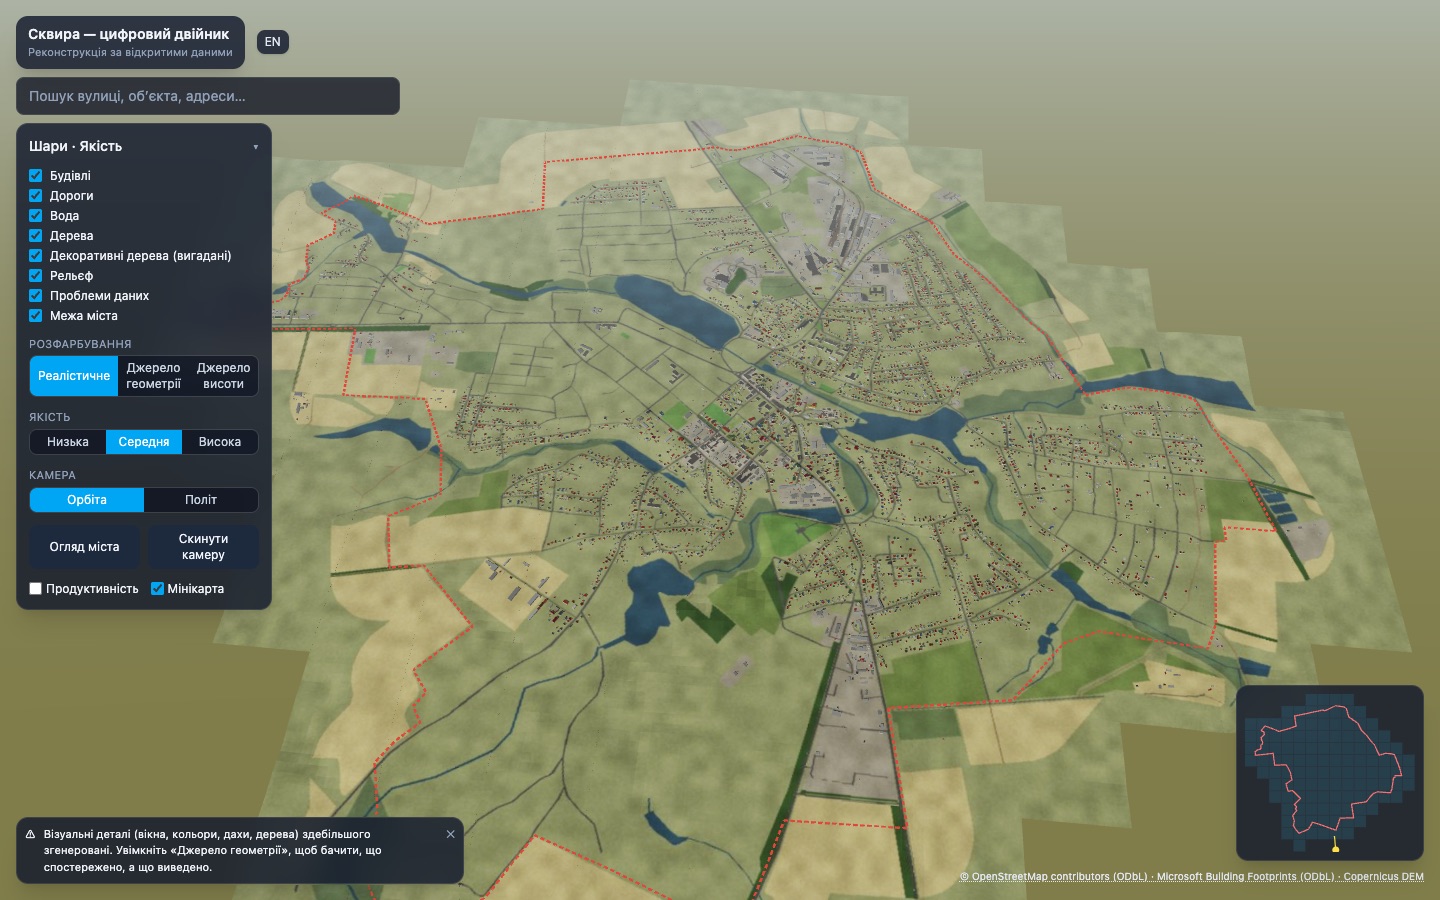 Сквира — цифровий двійник
Реконструкція за відкритими даними
EN
Пошук вулиці, обʼєкта, адреси...
Шари · Якість
Будівлі
Дороги
Вода
Дерева
Декоративні дерева (вигадані)
Рельєф
Проблеми даних
Межа міста
РОЗФАРБУВАННЯ
Реалістичне
Джерело
геометрії
Джерело
висоти
ЯКІСТЬ
Низька
Середня
Висока
КАМЕРА
Орбіта
Політ
Огляд міста
Скинути
камеру
Продуктивність
Мінікарта
Візуальні деталі (вікна, кольори, дахи, дерева) здебільшого
згенеровані. Увімкніть «Джерело геометрії», щоб бачити, що
спостережено, а що виведено.
© OpenStreetMap contributors (ODbL) · Microsoft Building Footprints (ODbL) · Copernicus DEM